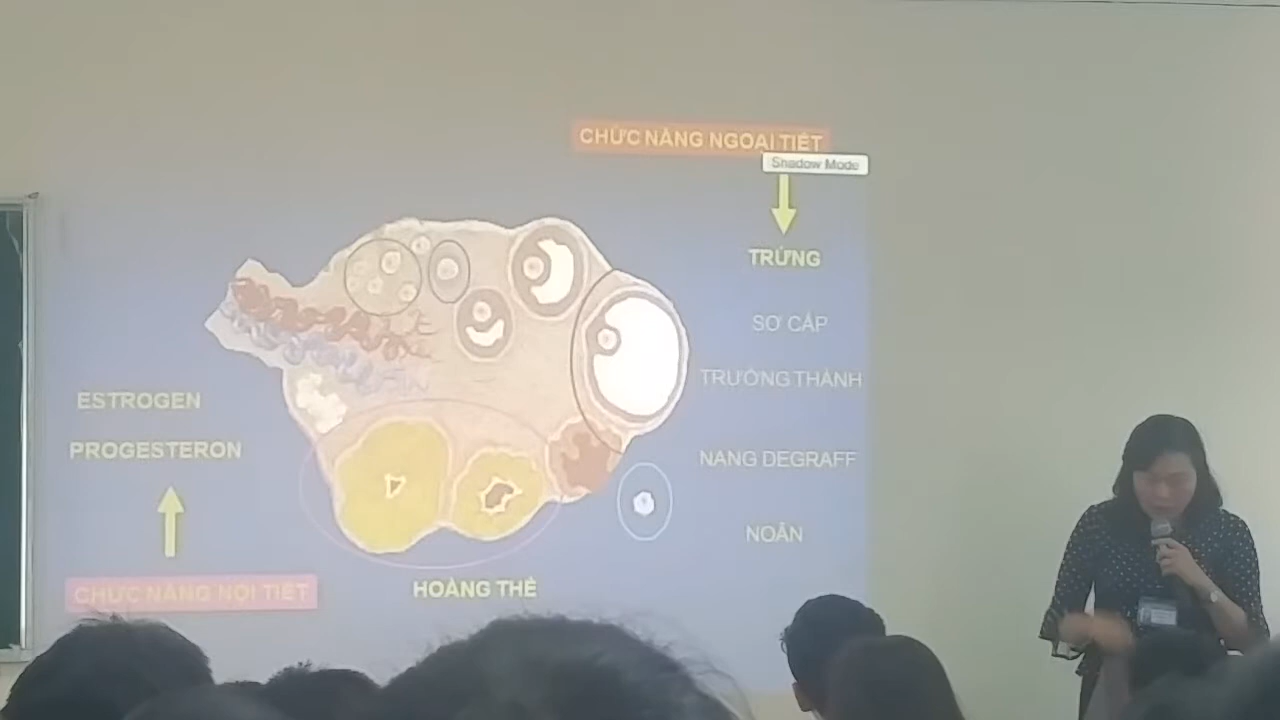 CHỨC NĂNG NGOẠI TIẾT
Shadow Mode
TRỨNG
SƠ CẤP
TRƯỞNG THÀNH
ESTROGEN
PROGESTERON
NANG DEGRAFF
NOÃN
CHỨC NĂNG NỘI TIẾT
HOÀNG THỂ